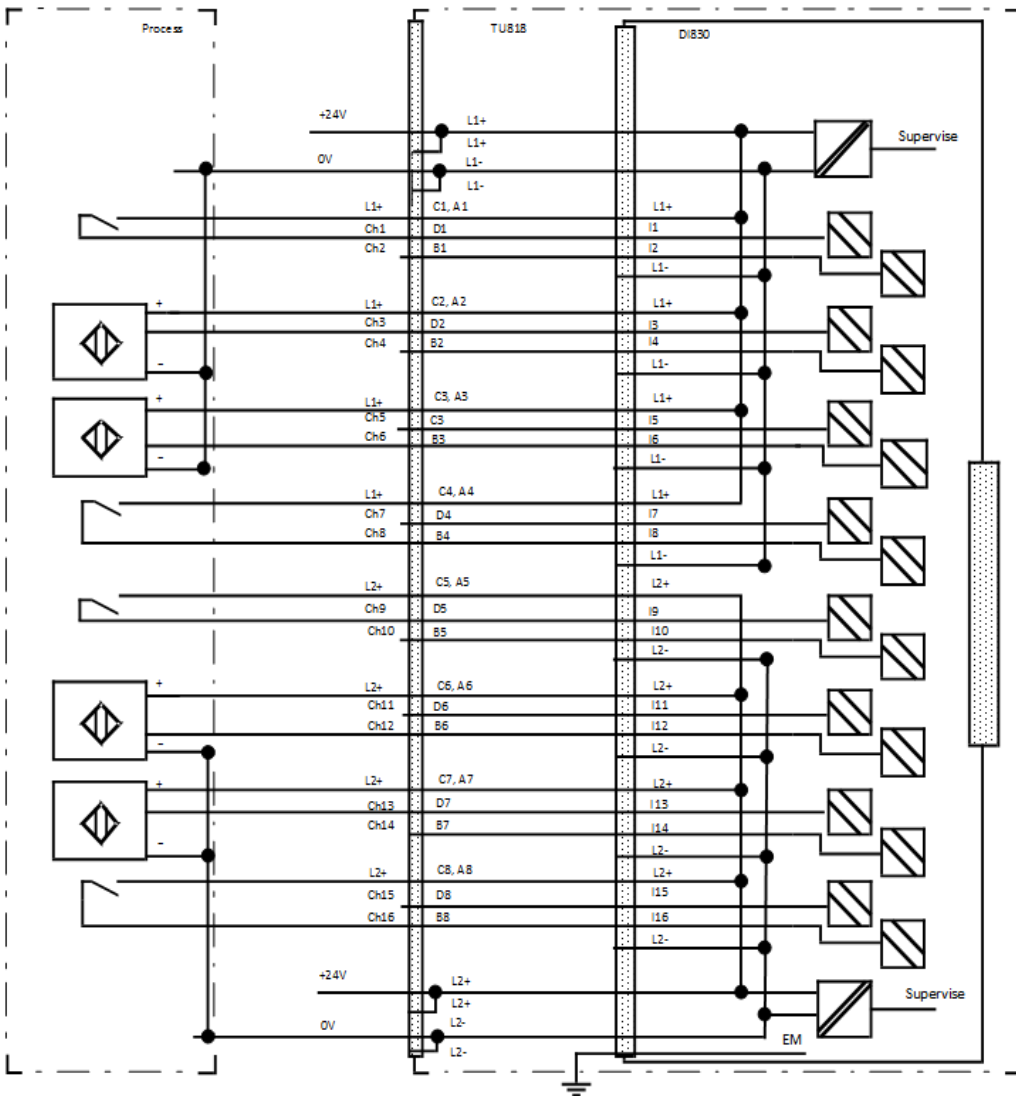 Process TU818 DI830
+24V L1+
L1+
Supervise
0V L1-
L1-
L1+ C1, A1 L1+
Ch1 D1 I1
Ch2 B1 I2
L1-
+ L1+ C2, A2 L1+
Ch3 D2 I3
Ch4 B2 I4
- L1-
+ L1+ C3, A3 L1+
Ch5 C3 I5
Ch6 B3 I6
- L1-
L1+ C4, A4 L1+
Ch7 D4 I7
Ch8 B4 I8
L1-
L2+ C5, A5 L2+
Ch9 D5 I9
Ch10 B5 I10
L2-
+ L2+ C6, A6 L2+
Ch11 D6 I11
Ch12 B6 I12
- L2-
+ L2+ C7, A7 L2+
Ch13 D7 I13
Ch14 B7 I14
- L2-
L2+ C8, A8 L2+
Ch15 D8 I15
Ch16 B8 I16
L2-
+24V L2+
L2+
Supervise
0V L2-
EM
L2-